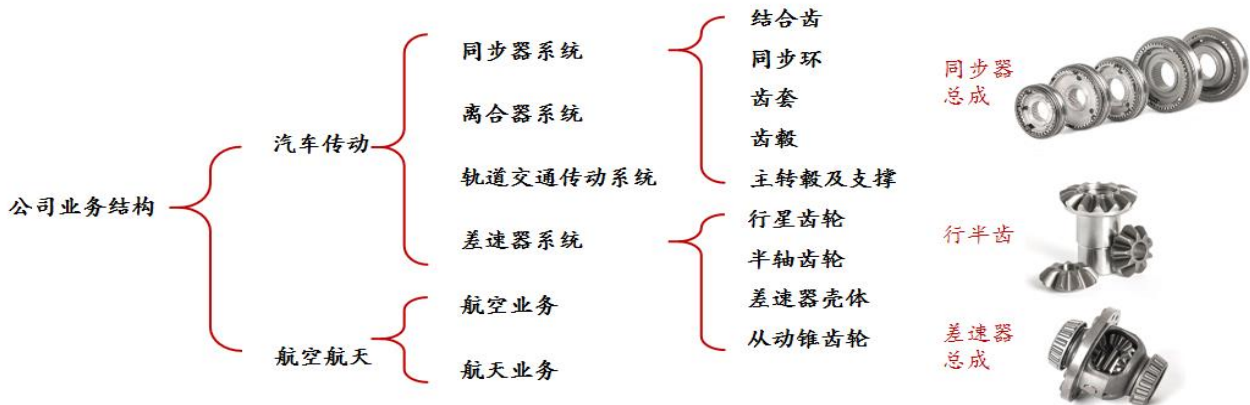 公司业务结构
汽车传动
航空航天
同步器系统
离合器系统
轨道交通传动系统
差速器系统
航空业务
航天业务
结合齿
同步环
齿套
齿毂
主转毂及支撑
行星齿轮
半轴齿轮
差速器壳体
从动锥齿轮
同步器
总成
行半齿
差速器
总成